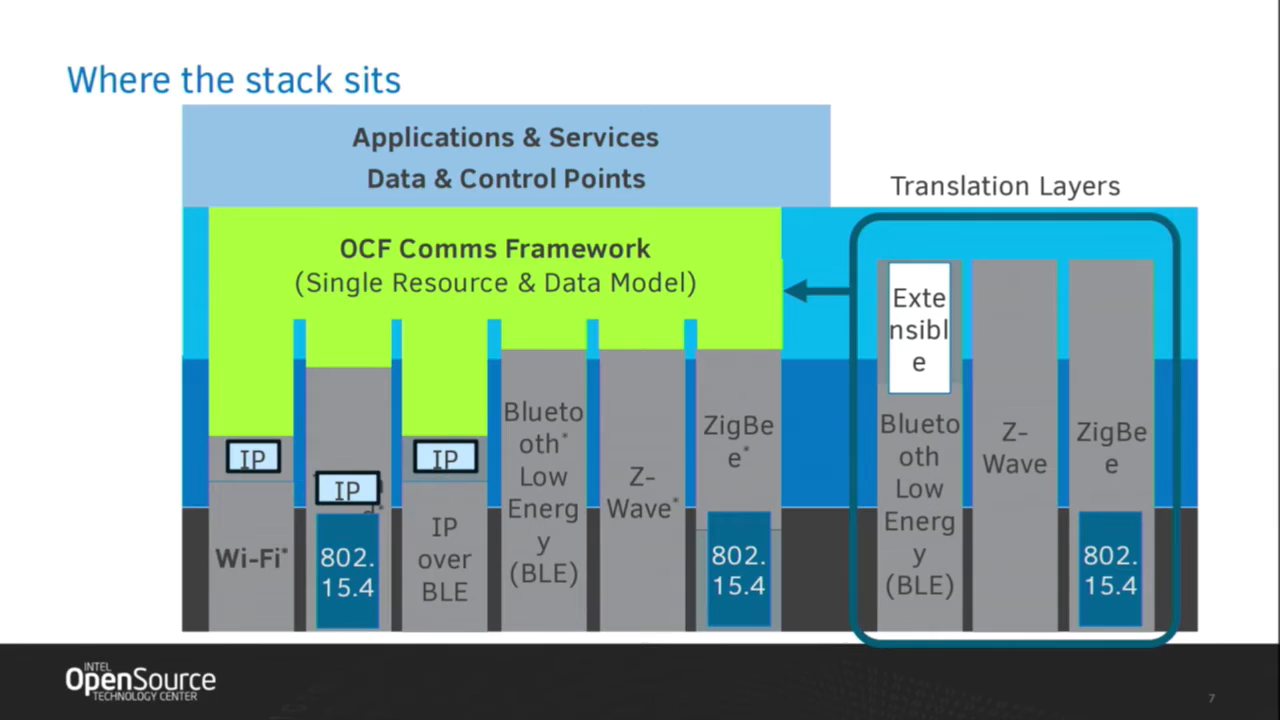 Where the stack sits
Applications & Services
Data & Control Points
Translation Layers
OCF Comms Framework
(Single Resource & Data Model)
IP
Wi-Fi*
IP
d*
802.
15.4
IP
IP
over
BLE
Blueto
oth*
Low
Energ
y
(BLE)
Z-
Wave*
ZigBe
e*
802.
15.4
Exte
nsibl
e
Blueto
oth
Low
Energ
y
(BLE)
Z-
Wave
ZigBe
e
802.
15.4
INTEL
OpenSource
TECHNOLOGY CENTER
7